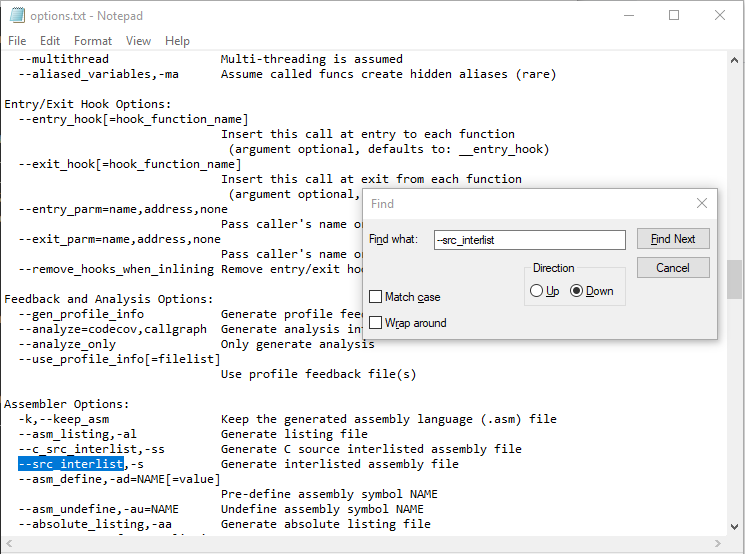 options.txt - Notepad
File Edit Format View Help
--multithread Multi-threading is assumed
--aliased_variables,-ma Assume called funcs create hidden aliases (rare)
Entry/Exit Hook Options:
--entry_hook[=hook_function_name]
Insert this call at entry to each function
(argument optional, defaults to: __entry_hook)
--exit_hook[=hook_function_name]
Insert this call at exit from each function
(argument optional,
--entry_parm=name,address,none
Pass caller's name o
--exit_parm=name,address,none
Pass caller's name o
--remove_hooks_when_inlining Remove entry/exit hoo
Feedback and Analysis Options:
--gen_profile_info Generate profile fee
--analyze=codecov,callgraph Generate analysis in
--analyze_only Only generate analysis
--use_profile_info[=filelist]
Use profile feedback file(s)
Assembler Options:
-k,--keep_asm Keep the generated assembly language (.asm) file
--asm_listing,-al Generate listing file
--c_src_interlist,-ss Generate C source interlisted assembly file
--src_interlist,-s Generate interlisted assembly file
--asm_define,-ad=NAME[=value]
Pre-define assembly symbol NAME
--asm_undefine,-au=NAME Undefine assembly symbol NAME
--absolute_listing,-aa Generate absolute listing file
Find
Find what: --src_interlist Find Next
Direction Cancel
Up Down
Match case
Wrap around